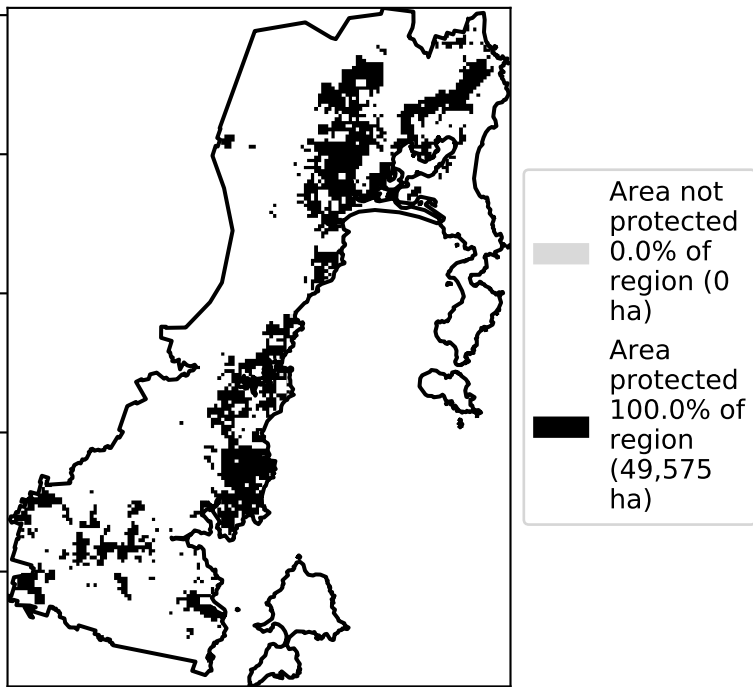 Area not
protected
0.0% of
region (0
ha)
Area
protected
100.0% of
region
(49,575
ha)